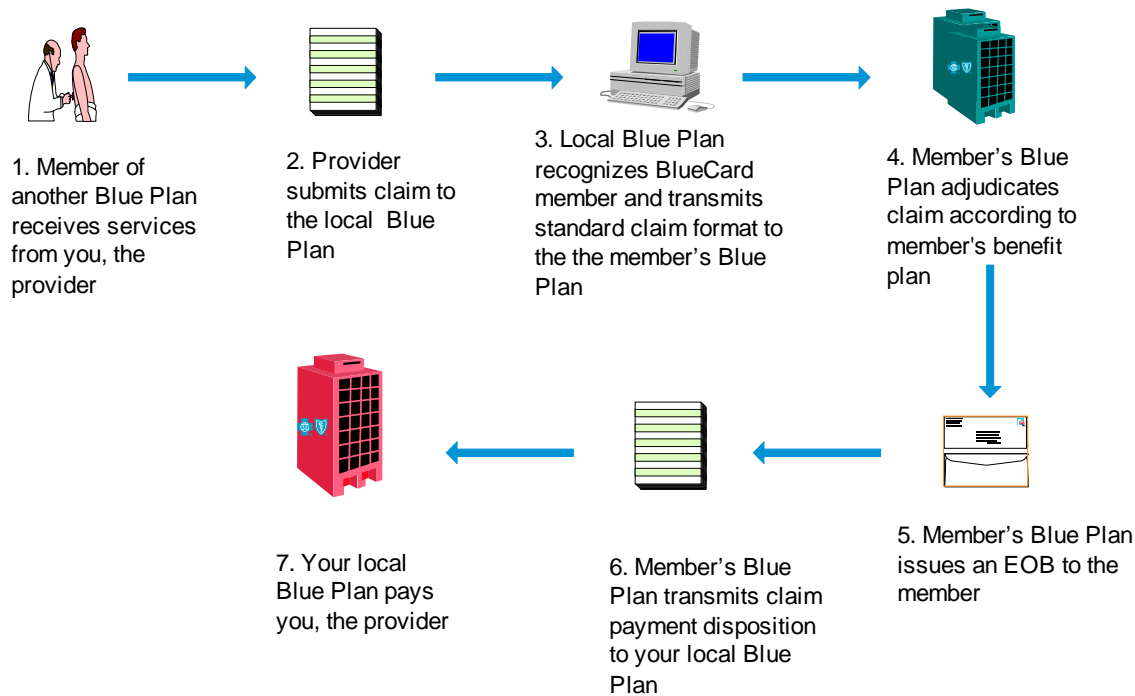 1. Member of
another Blue Plan
receives services
from you, the
provider
2. Provider
submits claim to
the local Blue
Plan
3. Local Blue Plan
recognizes BlueCard
member and transmits
standard claim format to
the the member’s Blue
Plan
4. Member’s Blue
Plan adjudicates
claim according to
member's benefit
plan
5. Member’s Blue Plan
issues an EOB to the
member
6. Member’s Blue
Plan transmits claim
payment disposition
to your local Blue
Plan
7. Your local
Blue Plan pays
you, the provider